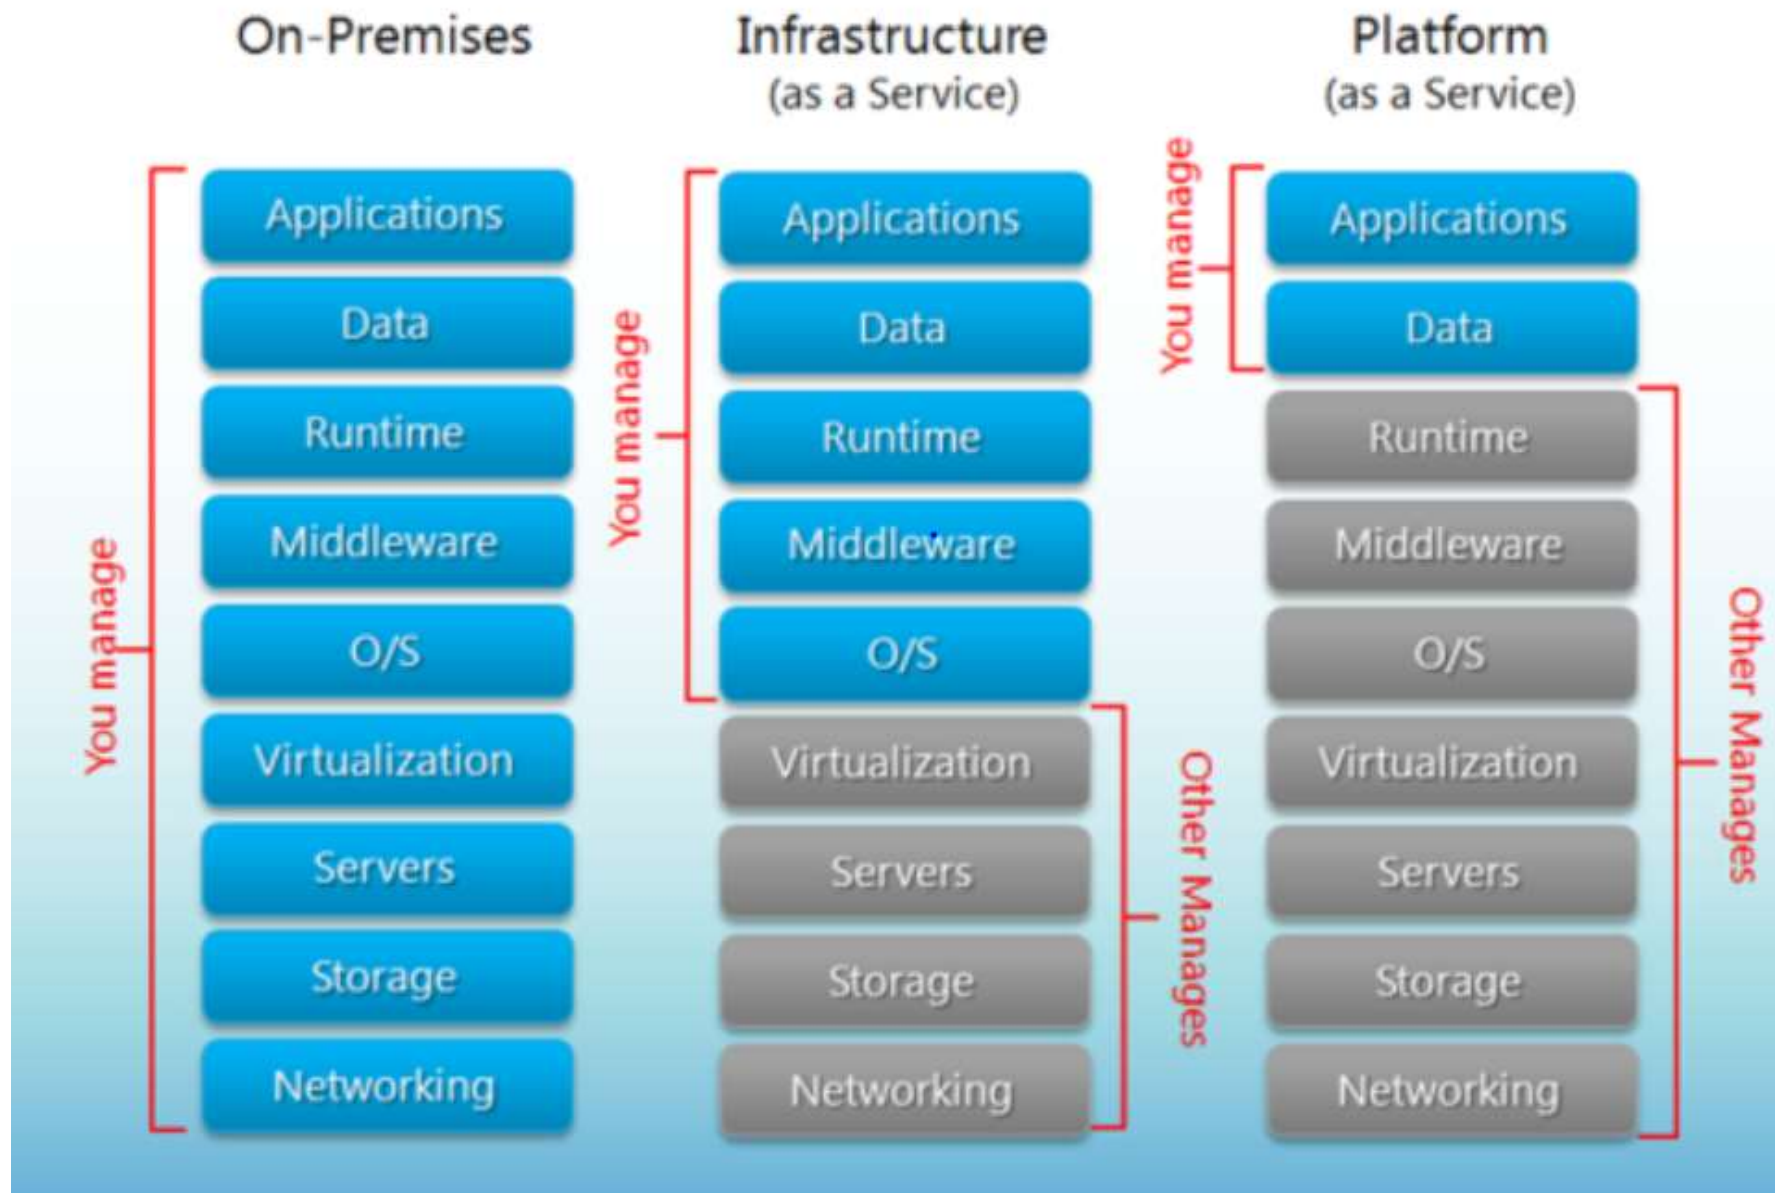 On-Premises
You manage
Applications
Data
Runtime
Middleware
O/S
Virtualization
Servers
Storage
Networking
Infrastructure
(as a Service)
You manage
Applications
Data
Runtime
Middleware
O/S
Virtualization
Servers
Storage
Networking
Other Manages
Platform
(as a Service)
You manage
Applications
Data
Runtime
Middleware
O/S
Virtualization
Servers
Storage
Networking
Other Manages